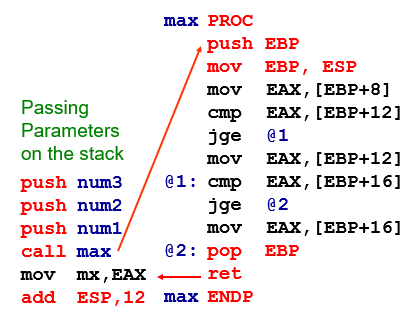 Passing
Parameters
on the stack
push num3
push num2
push num1
call max
mov mx,EAX
add ESP,12
max PROC
push EBP
mov EBP, ESP
mov EAX,[EBP+8]
cmp EAX,[EBP+12]
jge @1
mov EAX,[EBP+12]
@1: cmp EAX,[EBP+16]
jge @2
mov EAX,[EBP+16]
@2: pop EBP
ret
max ENDP